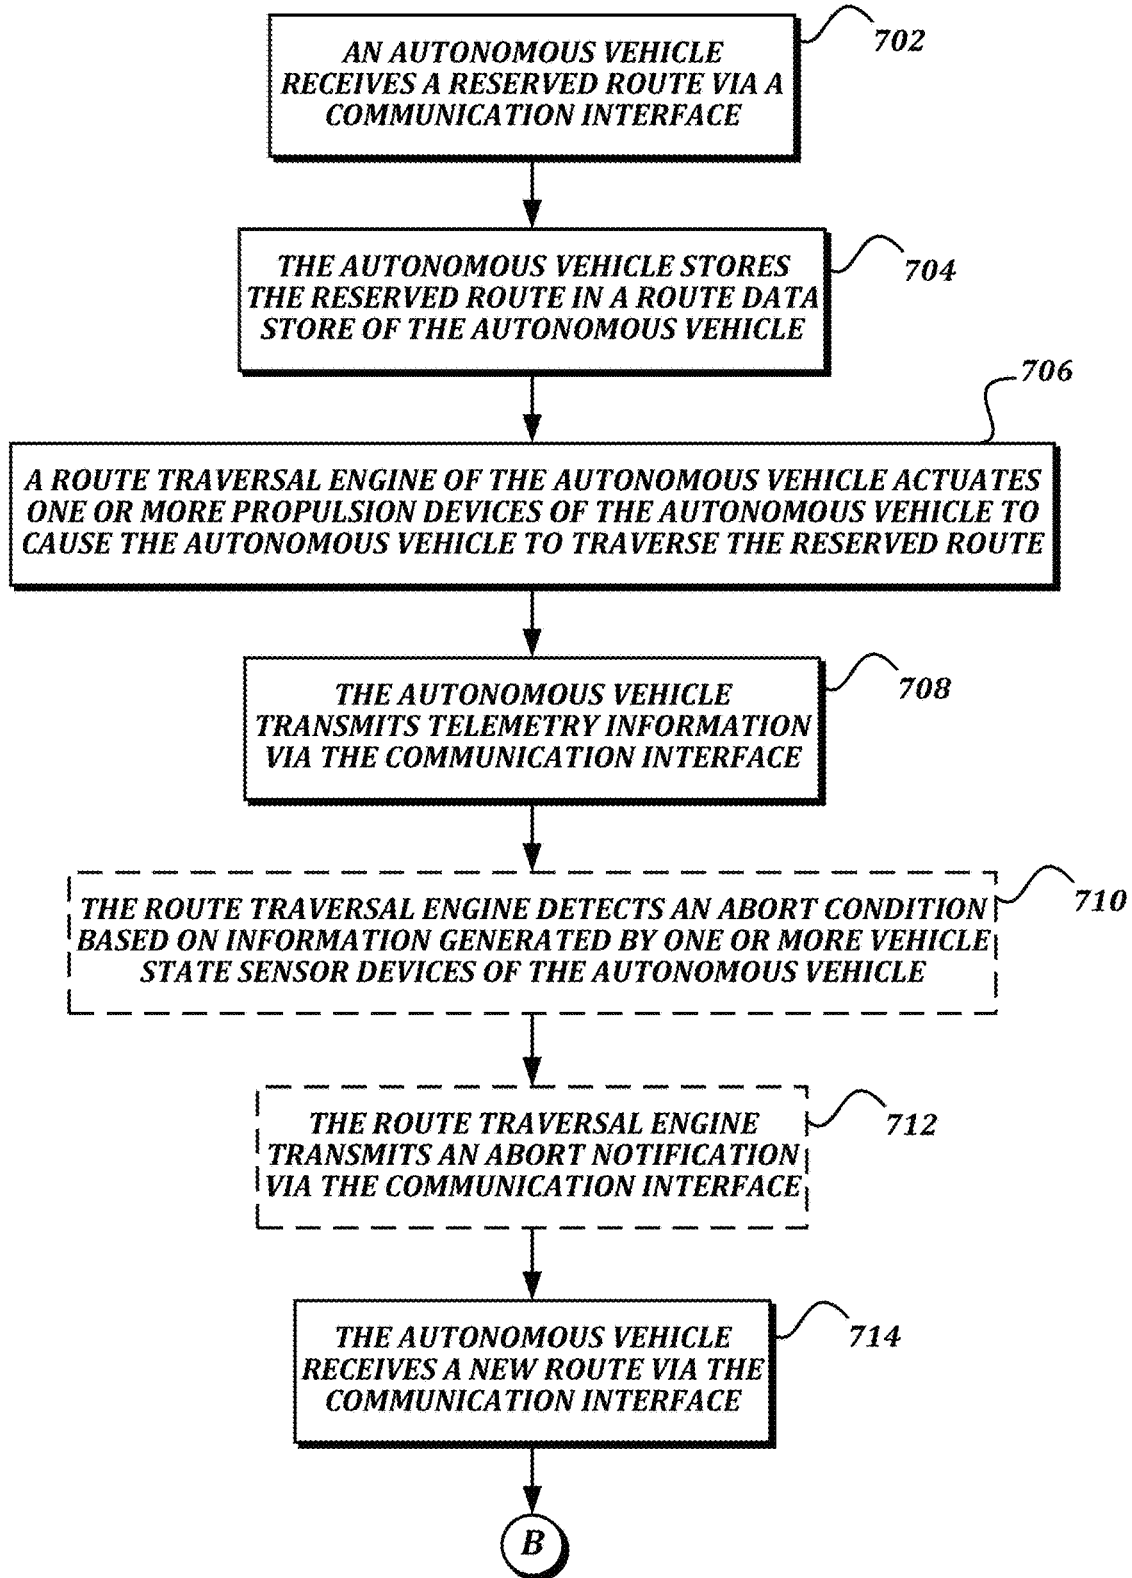 AN AUTONOMOUS VEHICLE
RECEIVES A RESERVED ROUTE VIA A
COMMUNICATION INTERFACE
702
THE AUTONOMOUS VEHICLE STORES
THE RESERVED ROUTE IN A ROUTE DATA
STORE OF THE AUTONOMOUS VEHICLE
704
706
A ROUTE TRAVERSAL ENGINE OF THE AUTONOMOUS VEHICLE ACTUATES
ONE OR MORE PROPULSION DEVICES OF THE AUTONOMOUS VEHICLE TO
CAUSE THE AUTONOMOUS VEHICLE TO TRAVERSE THE RESERVED ROUTE
THE AUTONOMOUS VEHICLE
TRANSMITS TELEMETRY INFORMATION
VIA THE COMMUNICATION INTERFACE
708
THE ROUTE TRAVERSAL ENGINE DETECTS AN ABORT CONDITION
BASED ON INFORMATION GENERATED BY ONE OR MORE VEHICLE
STATE SENSOR DEVICES OF THE AUTONOMOUS VEHICLE
710
THE ROUTE TRAVERSAL ENGINE
TRANSMITS AN ABORT NOTIFICATION
VIA THE COMMUNICATION INTERFACE
712
THE AUTONOMOUS VEHICLE
RECEIVES A NEW ROUTE VIA THE
COMMUNICATION INTERFACE
714
B